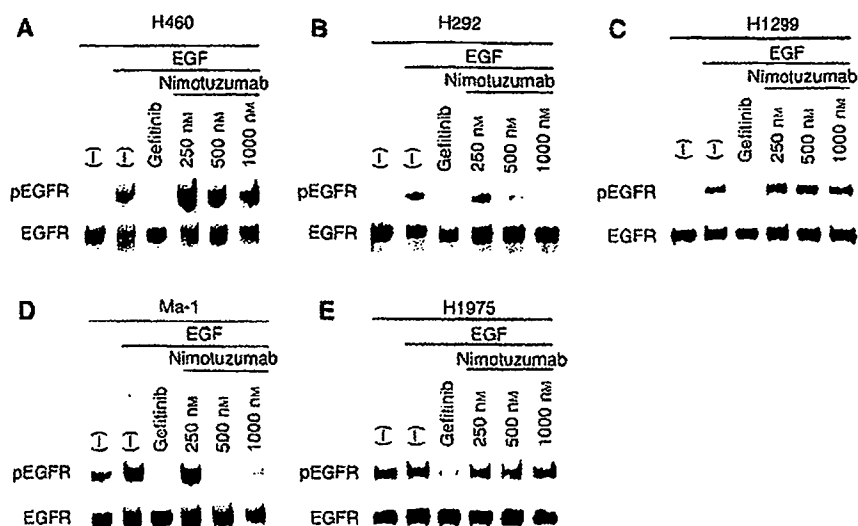 A
H460
EGF
Nimotuzumab
(–) (–) Gefitinib 250 nM 500 nM 1000 nM
pEGFR
EGFR
B
H292
EGF
Nimotuzumab
(–) (–) Gefitinib 250 nM 500 nM 1000 nM
pEGFR
EGFR
C
H1299
EGF
Nimotuzumab
(–) (–) Gefitinib 250 nM 500 nM 1000 nM
pEGFR
EGFR
D
Ma-1
EGF
Nimotuzumab
(–) (–) Gefitinib 250 nM 500 nM 1000 nM
pEGFR
EGFR
E
H1975
EGF
Nimotuzumab
(–) (–) Gefitinib 250 nM 500 nM 1000 nM
pEGFR
EGFR